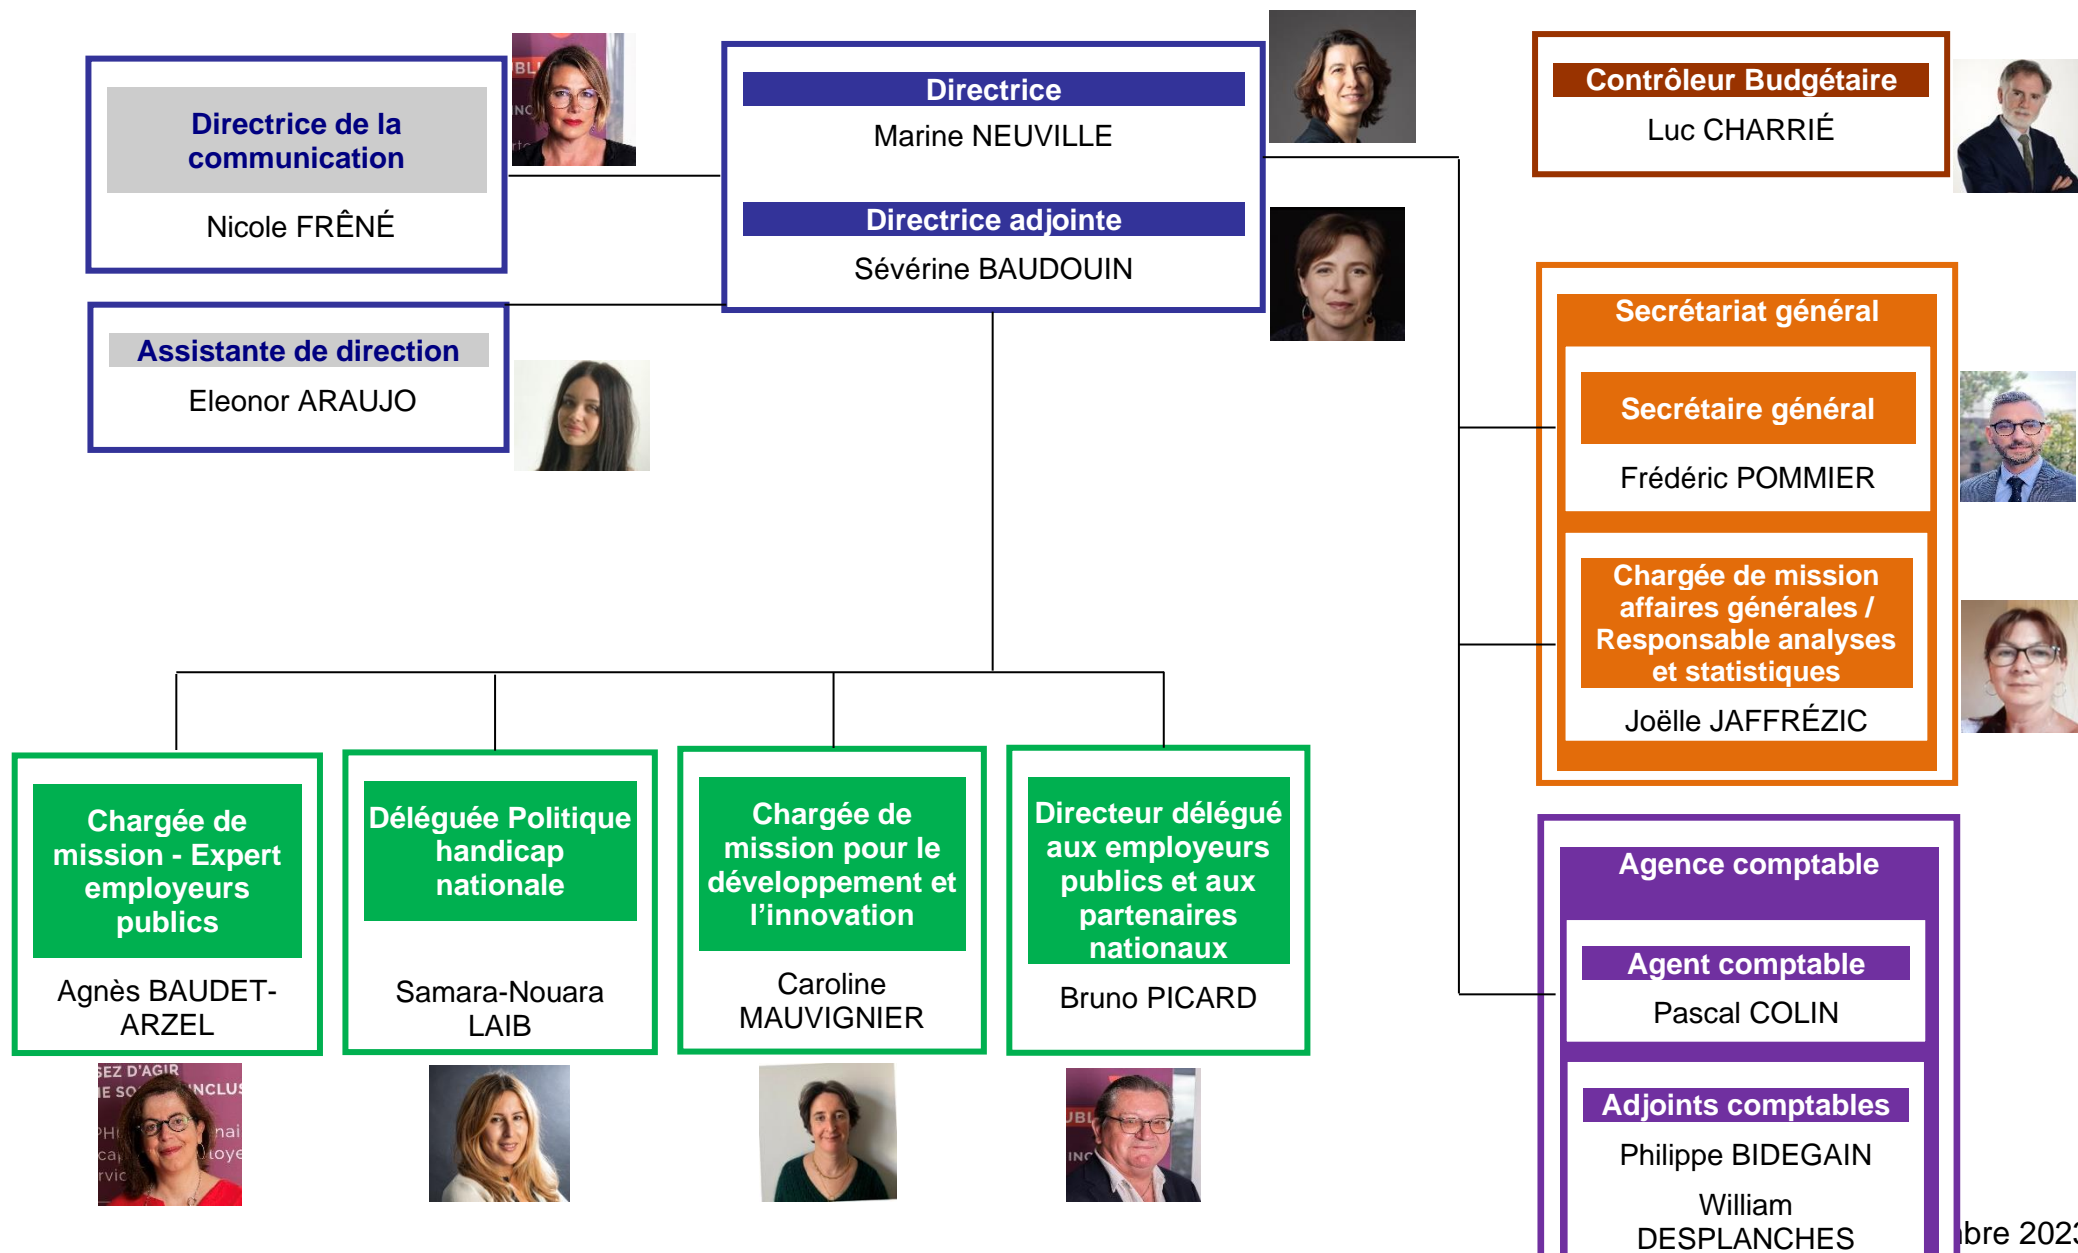 Directrice de la
communication
Nicole FRÊNÉ
Assistante de direction
Eleonor ARAUJO
Directrice
Marine NEUVILLE
Directrice adjointe
Sévérine BAUDOUIN
Contrôleur Budgétaire
Luc CHARRIÉ
Secrétariat général
Secrétaire général
Frédéric POMMIER
Chargée de mission
affaires générales /
Responsable analyses
et statistiques
Joëlle JAFFRÉZIC
Chargée de
mission - Expert
employeurs
publics
Agnès BAUDET-
ARZEL
SEZ D'AGIR
Déléguée Politique
handicap
nationale
Samara-Nouara
LAIB
Chargée de
mission pour le
développement et
l’innovation
Caroline
MAUVIGNIER
Directeur délégué
aux employeurs
publics et aux
partenaires
nationaux
Bruno PICARD
Agence comptable
Agent comptable
Pascal COLIN
Adjoints comptables
Philippe BIDEGAIN
William
DESPLANCHES
bre 2023